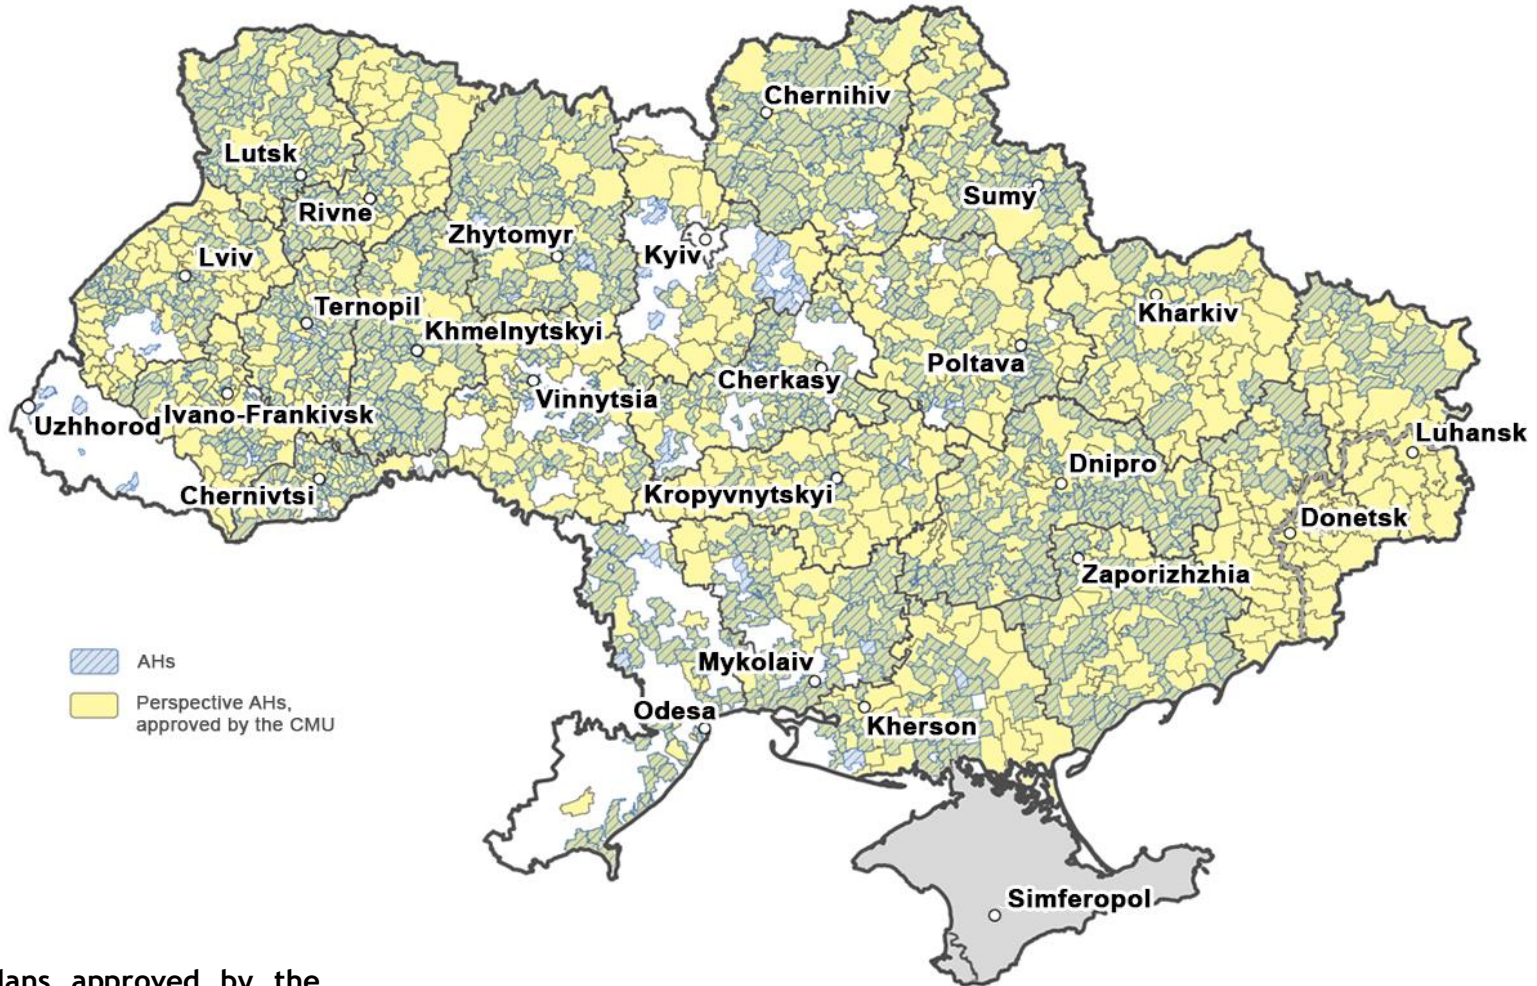 Chernihiv
Lutsk
Sumy
Rivne
Zhytomyr
Kyiv
Lviv
Ternopil
Kharkiv
Khmelnytskyi
Poltava
Cherkasy
Vinnytsia
Ivano-Frankivsk
Uzhhorod
Luhansk
Dnipro
Chernivtsi
Kropyvnytskyi
Donetsk
Zaporizhzhia
AHs
Mykolaiv
Perspective AHs,
approved by the CMU
Odesa
Kherson
Simferopol
approved by the